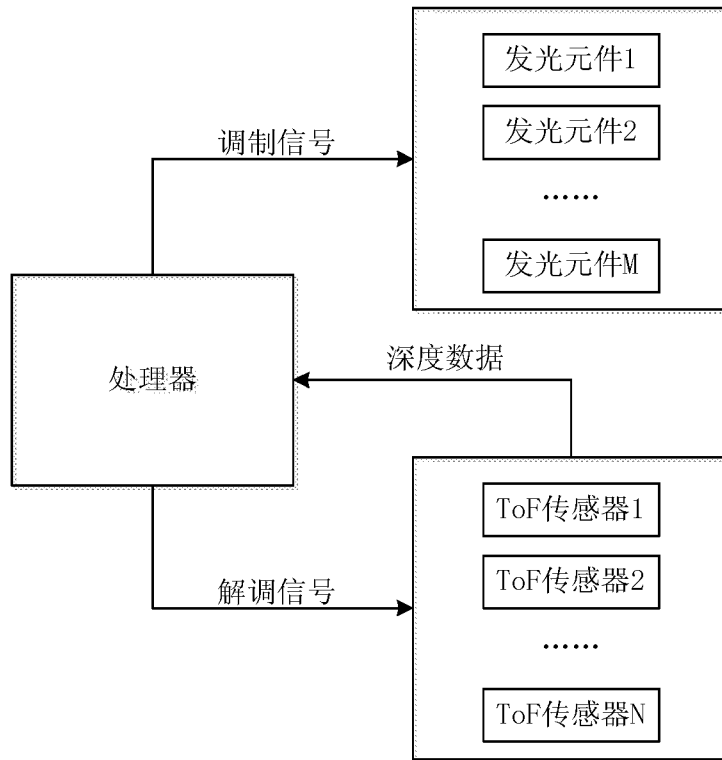 发光元件1
发光元件2
……
发光元件M
调制信号
处理器
深度数据
解调信号
ToF传感器1
ToF传感器2
……
ToF传感器N